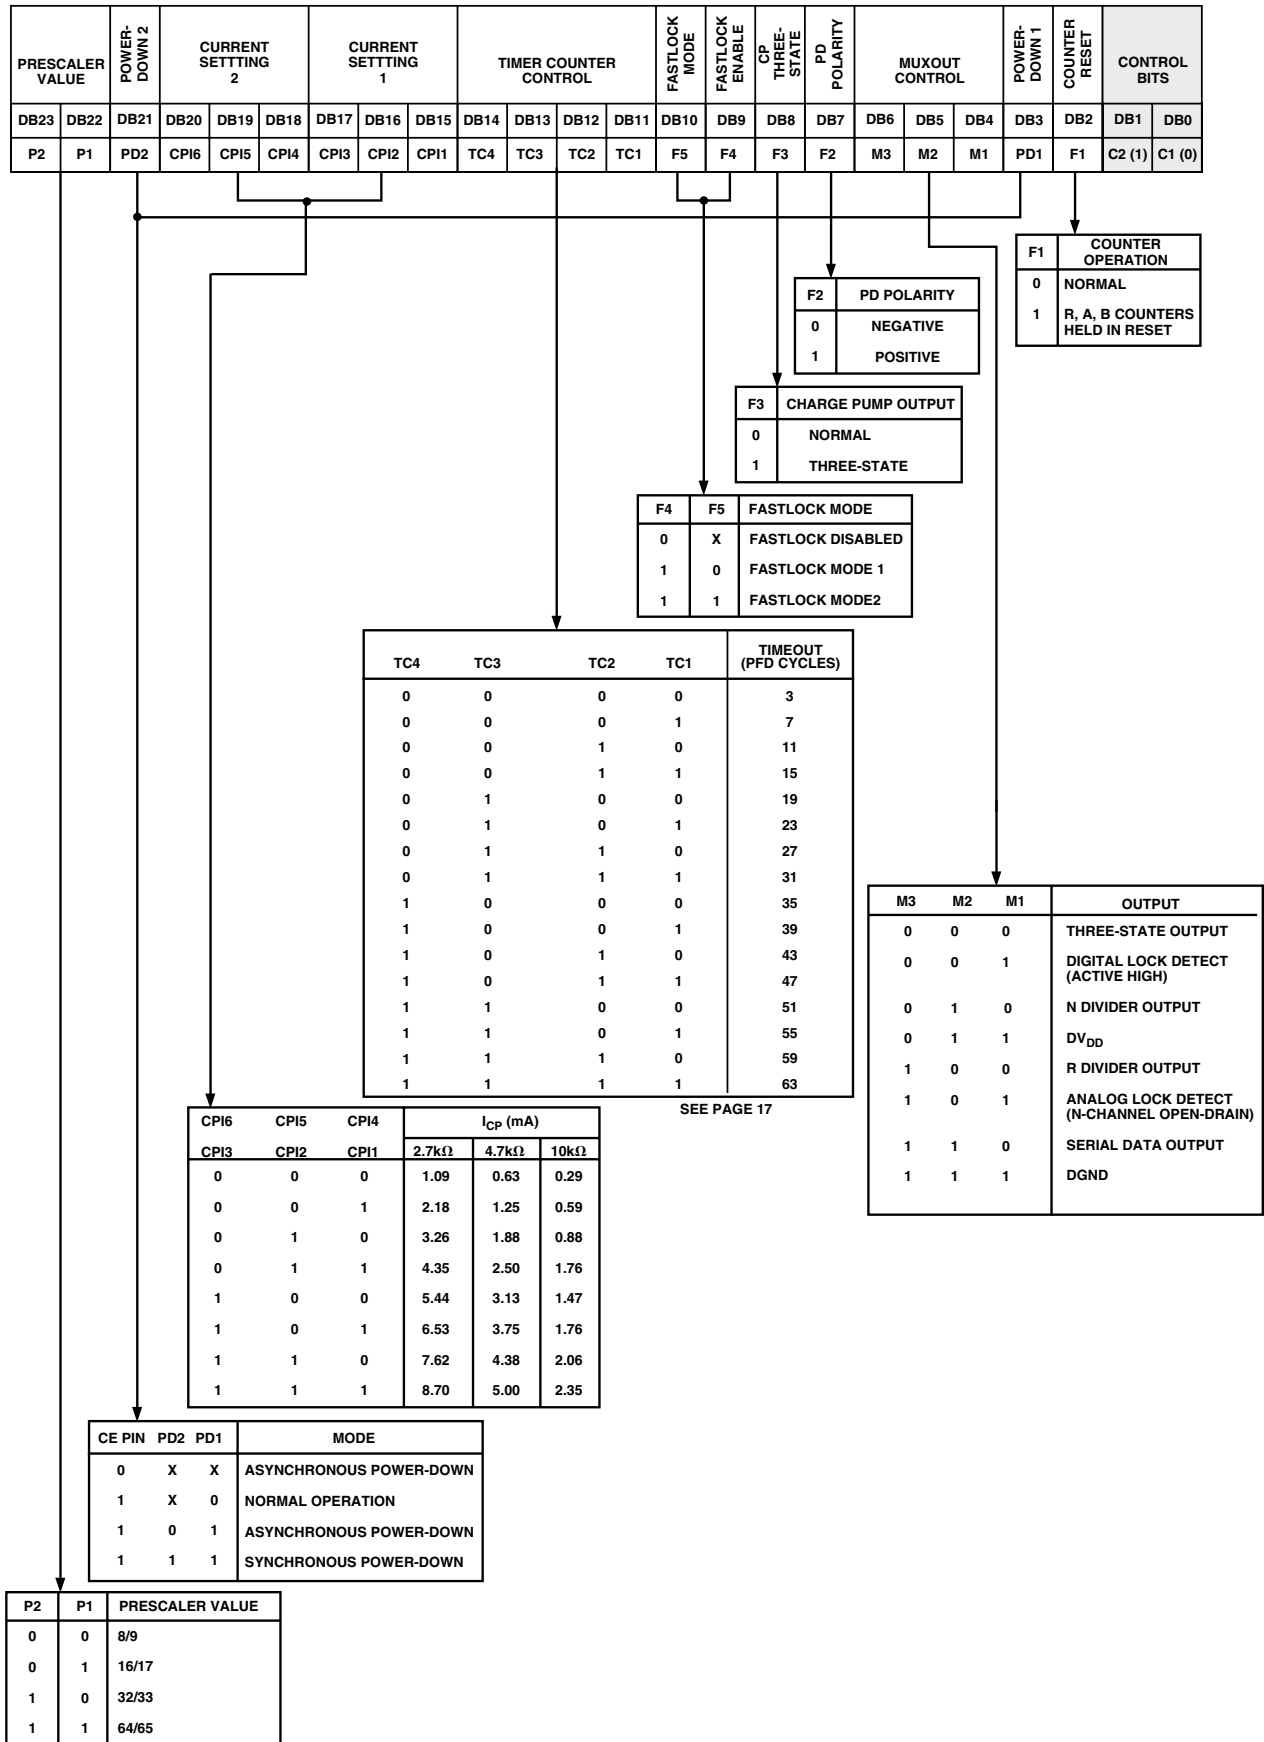 PRESCALER VALUE
POWER-DOWN 2
CURRENT SETTTING 2
CURRENT SETTTING 1
TIMER COUNTER CONTROL
FASTLOCK MODE
FASTLOCK ENABLE
CP THREE-STATE
PD POLARITY
MUXOUT CONTROL
POWER-DOWN 1
COUNTER RESET
CONTROL BITS
DB23 DB22 DB21 DB20 DB19 DB18 DB17 DB16 DB15 DB14 DB13 DB12 DB11 DB10 DB9 DB8 DB7 DB6 DB5 DB4 DB3 DB2 DB1 DB0
P2 P1 PD2 CPI6 CPI5 CPI4 CPI3 CPI2 CPI1 TC4 TC3 TC2 TC1 F5 F4 F3 F2 M3 M2 M1 PD1 F1 C2 (1) C1 (0)
F1 COUNTER OPERATION
0 NORMAL
1 R, A, B COUNTERS
HELD IN RESET
F2 PD POLARITY
0 NEGATIVE
1 POSITIVE
F3 CHARGE PUMP OUTPUT
0 NORMAL
1 THREE-STATE
F4 F5 FASTLOCK MODE
0 X FASTLOCK DISABLED
1 0 FASTLOCK MODE 1
1 1 FASTLOCK MODE2
TC4 TC3 TC2 TC1 TIMEOUT (PFD CYCLES)
0 0 0 0 3
0 0 0 1 7
0 0 1 0 11
0 0 1 1 15
0 1 0 0 19
0 1 0 1 23
0 1 1 0 27
0 1 1 1 31
1 0 0 0 35
1 0 0 1 39
1 0 1 0 43
1 0 1 1 47
1 1 0 0 51
1 1 0 1 55
1 1 1 0 59
1 1 1 1 63
SEE PAGE 17
M3 M2 M1 OUTPUT
0 0 0 THREE-STATE OUTPUT
0 0 1 DIGITAL LOCK DETECT
(ACTIVE HIGH)
0 1 0 N DIVIDER OUTPUT
0 1 1 DVDD
1 0 0 R DIVIDER OUTPUT
1 0 1 ANALOG LOCK DETECT
(N-CHANNEL OPEN-DRAIN)
1 1 0 SERIAL DATA OUTPUT
1 1 1 DGND
CPI6 CPI5 CPI4 ICP (mA)
CPI3 CPI2 CPI1 2.7kΩ 4.7kΩ 10kΩ
0 0 0 1.09 0.63 0.29
0 0 1 2.18 1.25 0.59
0 1 0 3.26 1.88 0.88
0 1 1 4.35 2.50 1.76
1 0 0 5.44 3.13 1.47
1 0 1 6.53 3.75 1.76
1 1 0 7.62 4.38 2.06
1 1 1 8.70 5.00 2.35
CE PIN PD2 PD1 MODE
0 X X ASYNCHRONOUS POWER-DOWN
1 X 0 NORMAL OPERATION
1 0 1 ASYNCHRONOUS POWER-DOWN
1 1 1 SYNCHRONOUS POWER-DOWN
P2 P1 PRESCALER VALUE
0 0 8/9
0 1 16/17
1 0 32/33
1 1 64/65